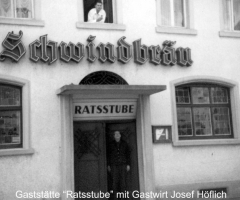 Schwindbräu
RATSSTUBE
Gaststätte "Ratsstube" mit Gastwirt Josef Höflich